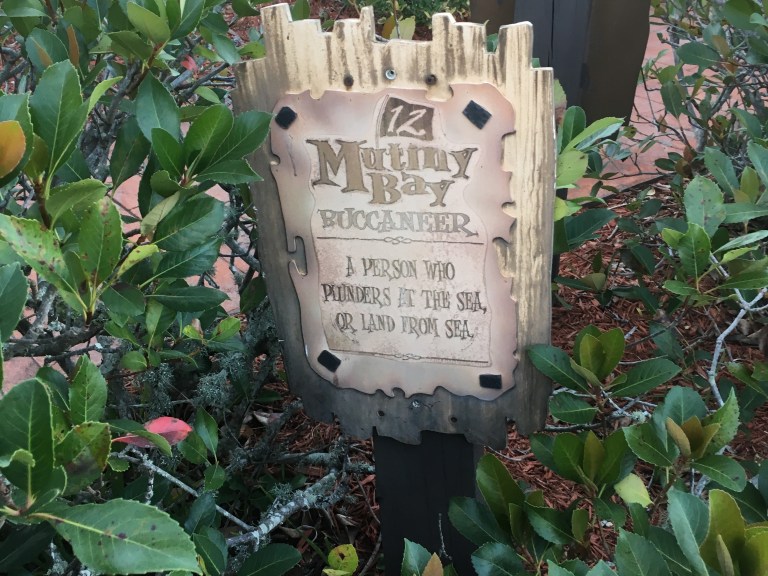 12
Mutiny
Bay
BUCCANEER
A PERSON WHO
PLUNDERS AT THE SEA,
OR LAND FROM SEA.